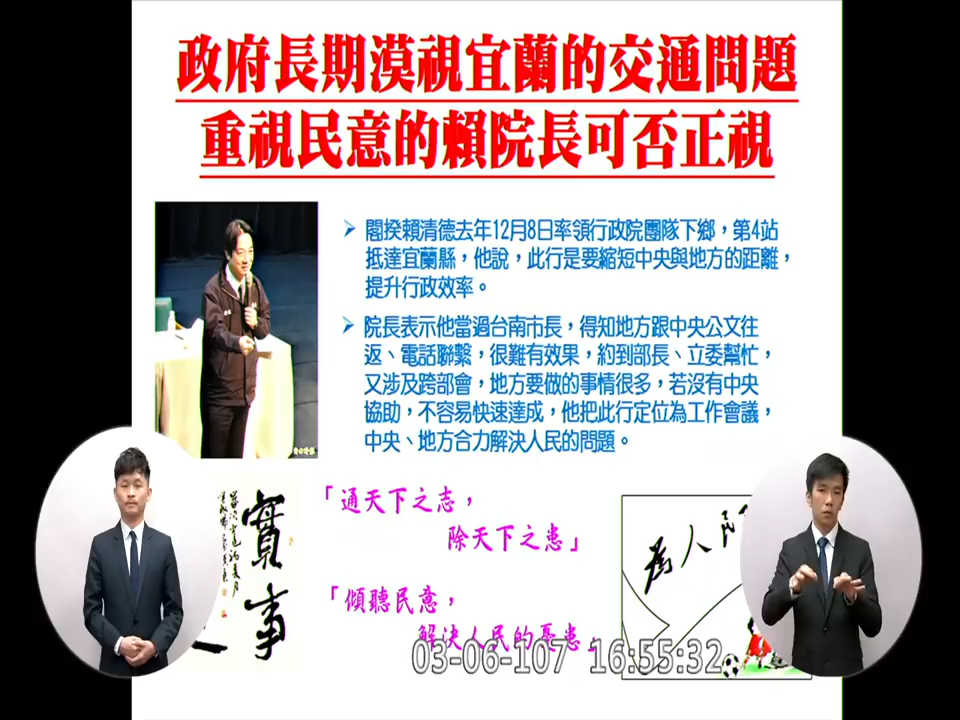 政府長期漠視宜蘭的交通問題
重視民意的賴院長可否正視
閣揆賴清德去年12月8日率領行政院團隊下鄉，第4站
抵達宜蘭縣，他說，此行是要縮短中央與地方的距離，
提升行政效率。
院長表示他當過台南市長，得知地方跟中央公文往
返、電話聯繫，很難有效果，約到部長、立委幫忙，
又涉及跨部會，地方要做的事情很多，若沒有中央
協助，不容易快速達成，他把此行定位為工作會議，
中央、地方合力解決人民的問題。
「通天下之志，
除天下之患」
「傾聽民意，
解決人民的憂患」
實事
為人民
03-06-107 16:55:32